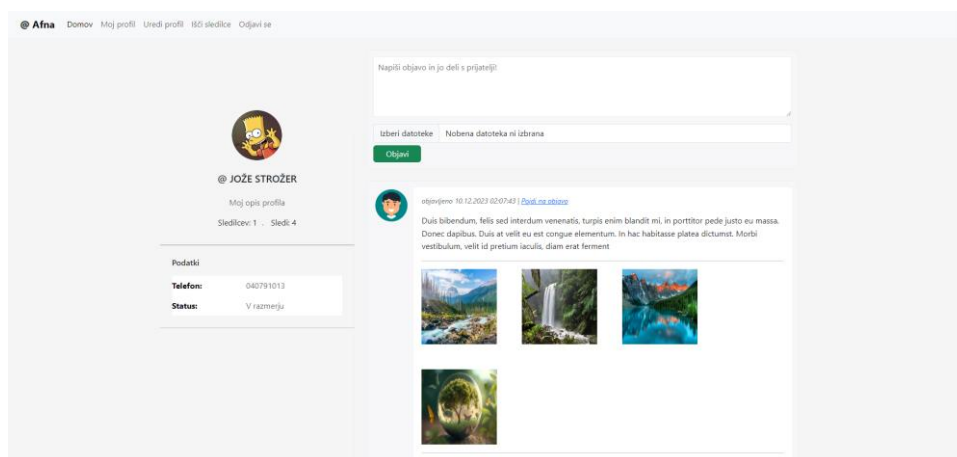 @ Afna Domov Moj profil Uredi profil Išči sledilce Odjavi se
Napiši objavo in jo deli s prijatelji!
Izberi datoteke Nobena datoteka ni izbrana
Objavi
@ JOŽE STROŽER
Moj opis profila
Sledilcev: 1 . Sledi: 4
Podatki
Telefon: 040791013
Status: V razmerju
objavljeno 10.12.2023 02:07:43 | Pojdi na objavo
Duis bibendum, felis sed interdum venenatis, turpis enim blandit mi, in porttitor pede justo eu massa.
Donec dapibus. Duis at velit eu est congue elementum. In hac habitasse platea dictumst. Morbi
vestibulum, velit id pretium iaculis, diam erat ferment